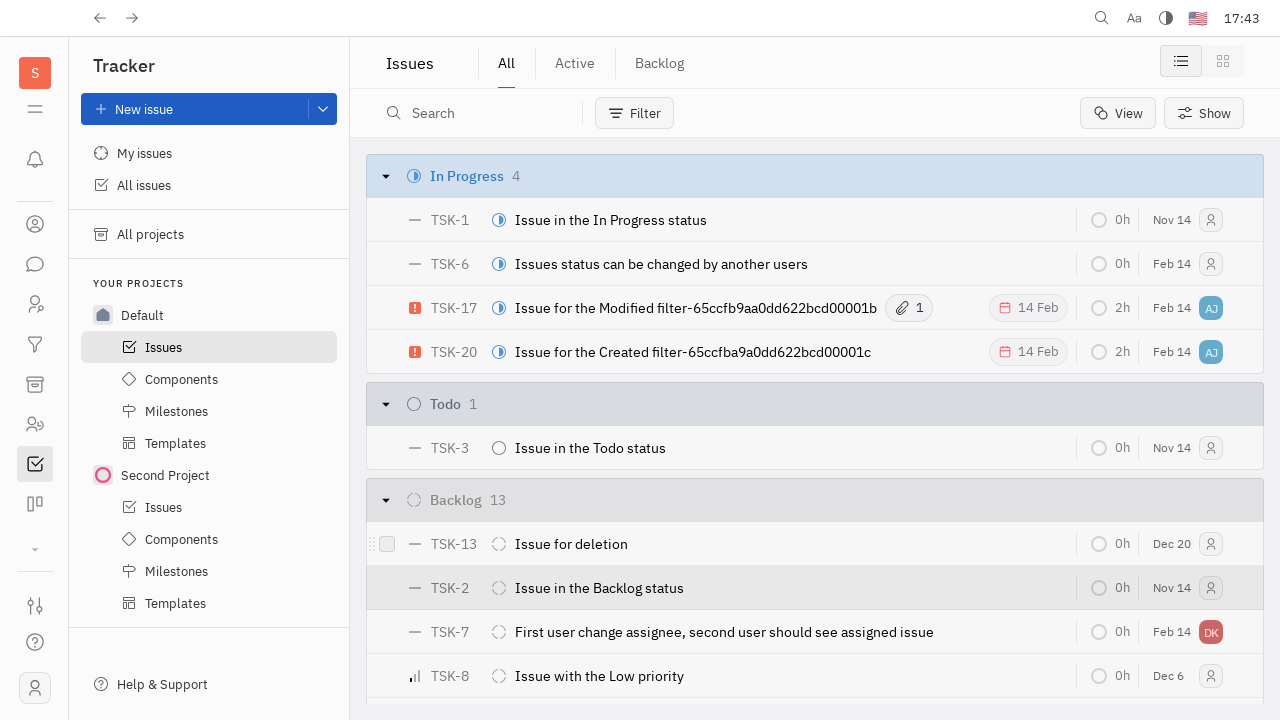 Aa
17:43
S
Tracker
New issue
My issues
All issues
All projects
YOUR PROJECTS
Default
Issues
Components
Milestones
Templates
Second Project
Issues
Components
Milestones
Templates
Help & Support
Issues
All
Active
Backlog
Search
Filter
View
Show
In Progress 4
TSK-1 Issue in the In Progress status 0h Nov 14
TSK-6 Issues status can be changed by another users 0h Feb 14
TSK-17 Issue for the Modified filter-65ccfb9aa0dd622bcd00001b 1 14 Feb 2h Feb 14 AJ
TSK-20 Issue for the Created filter-65ccfba9a0dd622bcd00001c 14 Feb 2h Feb 14 AJ
Todo 1
TSK-3 Issue in the Todo status 0h Nov 14
Backlog 13
TSK-13 Issue for deletion 0h Dec 20
TSK-2 Issue in the Backlog status 0h Nov 14
TSK-7 First user change assignee, second user should see assigned issue 0h Feb 14 DK
TSK-8 Issue with the Low priority 0h Dec 6